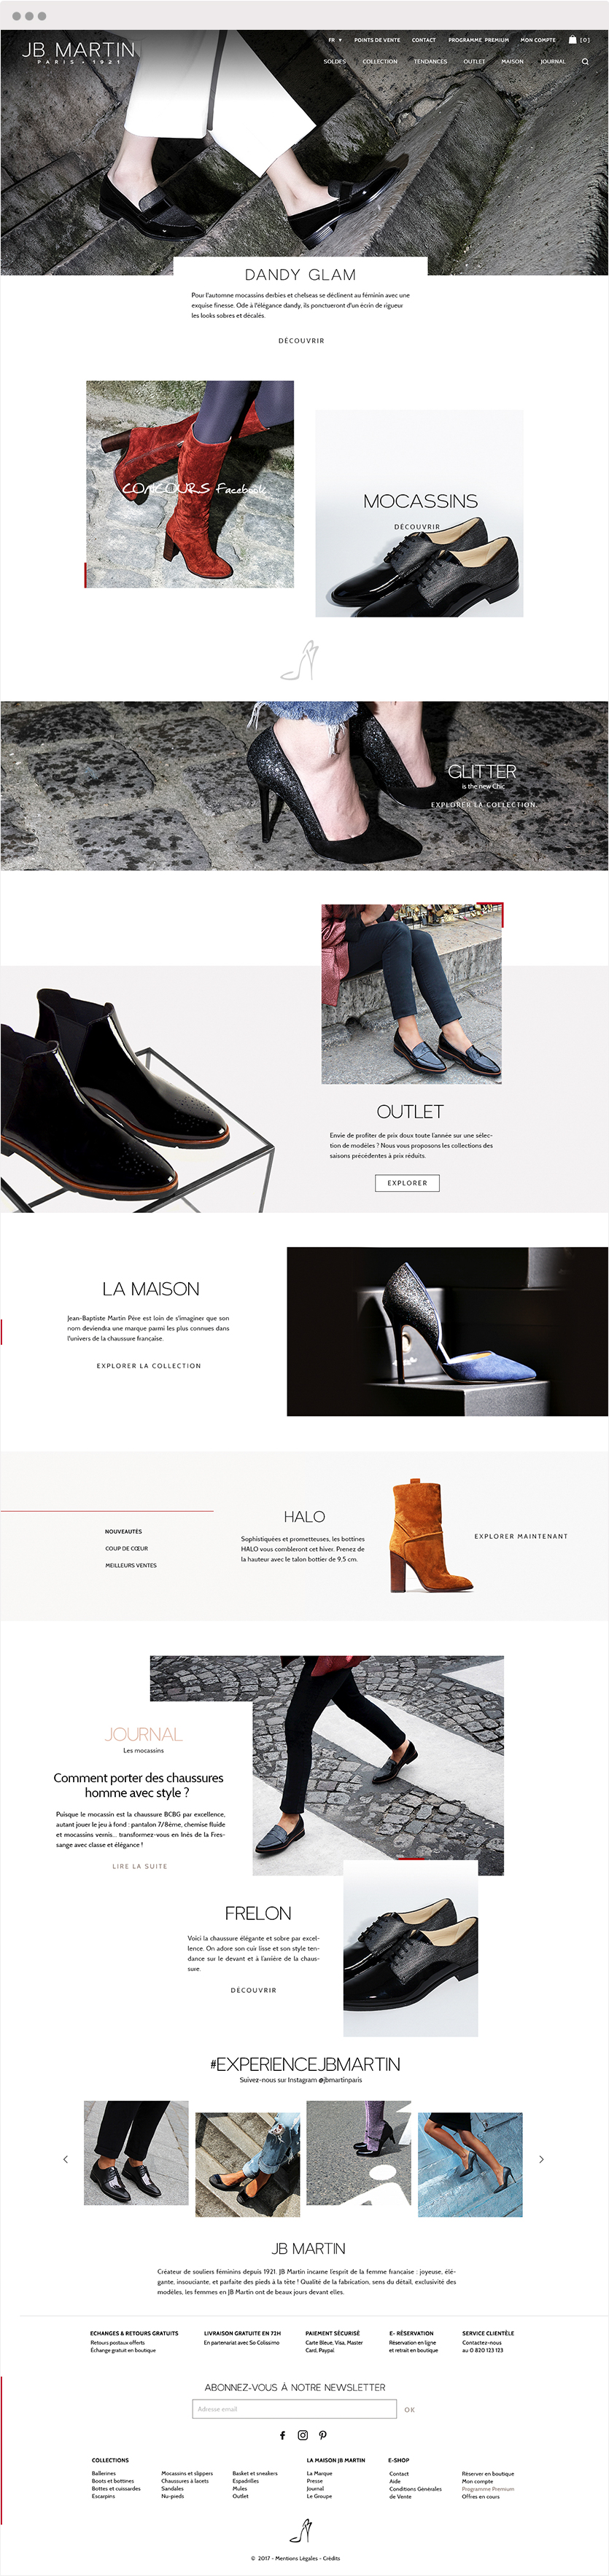 JB MARTIN
PARIS • 1921
FR ▼ POINTS DE VENTE CONTACT PROGRAMME PREMIUM MON COMPTE [0]
SOLDES COLLECTION TENDANCES OUTLET MAISON JOURNAL
DANDY GLAM
Pour l'automne mocassins derbies et chelseas se déclinent au féminin avec une
exquise finesse. Ode à l'élégance dandy, ils ponctueront d'un écrin de rigueur
les looks sobres et décalés.
DÉCOUVRIR
CONCOURS Facebook
MOCASSINS
DÉCOUVRIR
GLITTER
is the new Chic
EXPLORER LA COLLECTION
OUTLET
Envie de profiter de prix doux toute l'année sur une sélec-
tion de modèles ? Nous vous proposons les collections des
saisons précédentes à prix réduits.
EXPLORER
LA MAISON
Jean-Baptiste Martin Père est loin de s'imaginer que son
nom deviendra une marque parmi les plus connues dans
l'univers de la chaussure française.
EXPLORER LA COLLECTION
NOUVEAUTÉS
COUP DE CŒUR
MEILLEURS VENTES
HALO
Sophistiquées et prometteuses, les bottines
HALO vous combleront cet hiver. Prenez de
la hauteur avec le talon bottier de 9,5 cm.
EXPLORER MAINTENANT
JOURNAL
Les mocassins
Comment porter des chaussures
homme avec style ?
Puisque le mocassin est la chaussure BCBG par excellence,
autant jouer le jeu à fond : pantalon 7/8ème, chemise fluide
et mocassins vernis... transformez-vous en Inès de la Fres-
sange avec classe et élégance !
LIRE LA SUITE
FRELON
Voici la chaussure élégante et sobre par excel-
lence. On adore son cuir lisse et son style ten-
dance sur le devant et à l'arrière de la chaus-
sure.
DÉCOUVRIR
#EXPERIENCEJBMARTIN
Suivez-nous sur Instagram @jbmartinparis
JB MARTIN
Créateur de souliers féminins depuis 1921. JB Martin incarne l'esprit de la femme française : joyeuse, élé-
gante, insouciante, et parfaite des pieds à la tête ! Qualité de la fabrication, sens du détail, exclusivité des
modèles, les femmes en JB Martin ont de beaux jours devant elles.
ECHANGES & RETOURS GRATUITS
Retours postaux offerts
Échange gratuit en boutique
LIVRAISON GRATUITE EN 72H
En partenariat avec So Colissimo
PAIEMENT SÉCURISÉ
Carte Bleue, Visa, Master
Card, Paypal
E- RÉSERVATION
Réservation en ligne
et retrait en boutique
SERVICE CLIENTÈLE
Contactez-nous
au 0 820 123 123
ABONNEZ-VOUS À NOTRE NEWSLETTER
Adresse email
OK
COLLECTIONS
Ballerines
Boots et bottines
Bottes et cuissardes
Escarpins
Mocassins et slippers
Chaussures à lacets
Sandales
Nu-pieds
Basket et sneakers
Espadrilles
Mules
Outlet
LA MAISON JB MARTIN
La Marque
Presse
Journal
Le Groupe
E-SHOP
Contact
Aide
Conditions Générales
de Vente
Réserver en boutique
Mon compte
Programme Premium
Offres en cours
© 2017 - Mentions Légales - Crédits